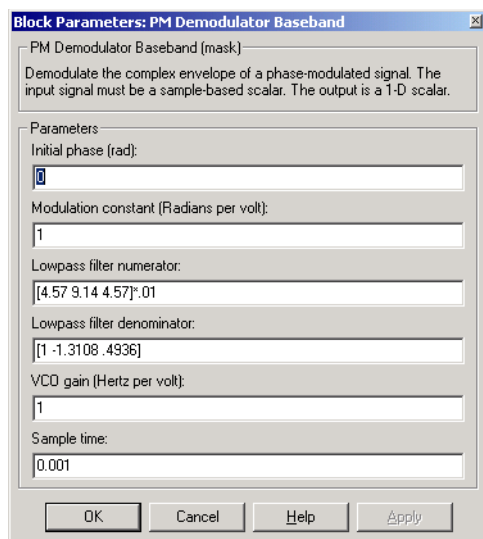 Block Parameters: PM Demodulator Baseband
PM Demodulator Baseband (mask)
Demodulate the complex envelope of a phase-modulated signal. The
input signal must be a sample-based scalar. The output is a 1-D scalar.
Parameters
Initial phase (rad):
0
Modulation constant (Radians per volt):
1
Lowpass filter numerator:
[4.57 9.14 4.57]*.01
Lowpass filter denominator:
[1 -1.3108 .4936]
VCO gain (Hertz per volt):
1
Sample time:
0.001
OK Cancel Help Apply